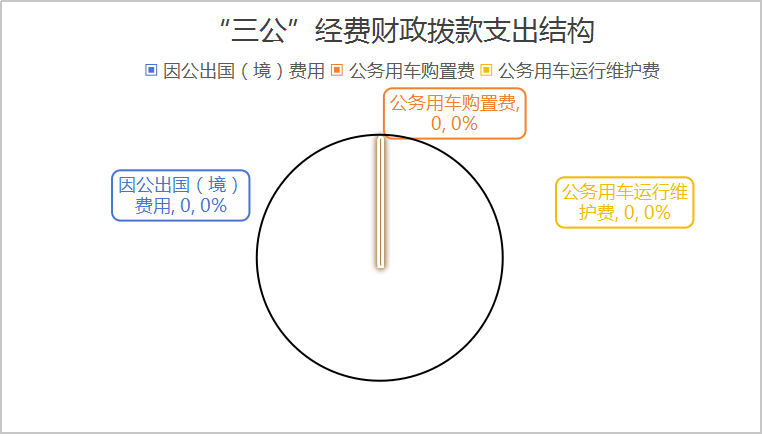 “三公”经费财政拨款支出结构
因公出国（境）费用 公务用车购置费 公务用车运行维护费
公务用车购置费,
0, 0%
因公出国（境）
费用, 0, 0%
公务用车运行维
护费, 0, 0%